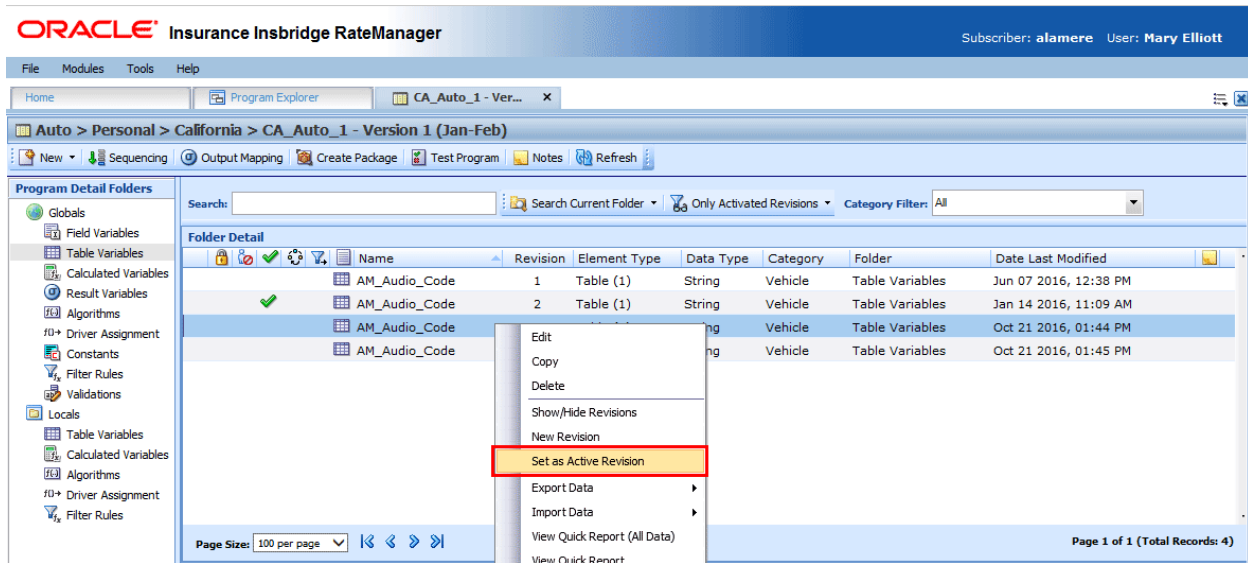 ORACLE® Insurance Insbridge RateManager
Subscriber: alamere User: Mary Elliott
File Modules Tools Help
Home Program Explorer CA_Auto_1 - Ver... x
Auto > Personal > California > CA_Auto_1 - Version 1 (Jan-Feb)
New Sequencing Output Mapping Create Package Test Program Notes Refresh
Program Detail Folders
Globals
Field Variables
Table Variables
Calculated Variables
Result Variables
Algorithms
Driver Assignment
Constants
Filter Rules
Validations
Locals
Table Variables
Calculated Variables
Algorithms
Driver Assignment
Filter Rules
Search: Search Current Folder Only Activated Revisions Category Filter: All
Folder Detail
Name Revision Element Type Data Type Category Folder Date Last Modified
AM_Audio_Code 1 Table (1) String Vehicle Table Variables Jun 07 2016, 12:38 PM
AM_Audio_Code 2 Table (1) String Vehicle Table Variables Jan 14 2016, 11:09 AM
AM_Audio_Code ng Vehicle Table Variables Oct 21 2016, 01:44 PM
AM_Audio_Code ng Vehicle Table Variables Oct 21 2016, 01:45 PM
Edit
Copy
Delete
Show/Hide Revisions
New Revision
Set as Active Revision
Export Data
Import Data
View Quick Report (All Data)
View Quick Report
Page Size: 100 per page
Page 1 of 1 (Total Records: 4)